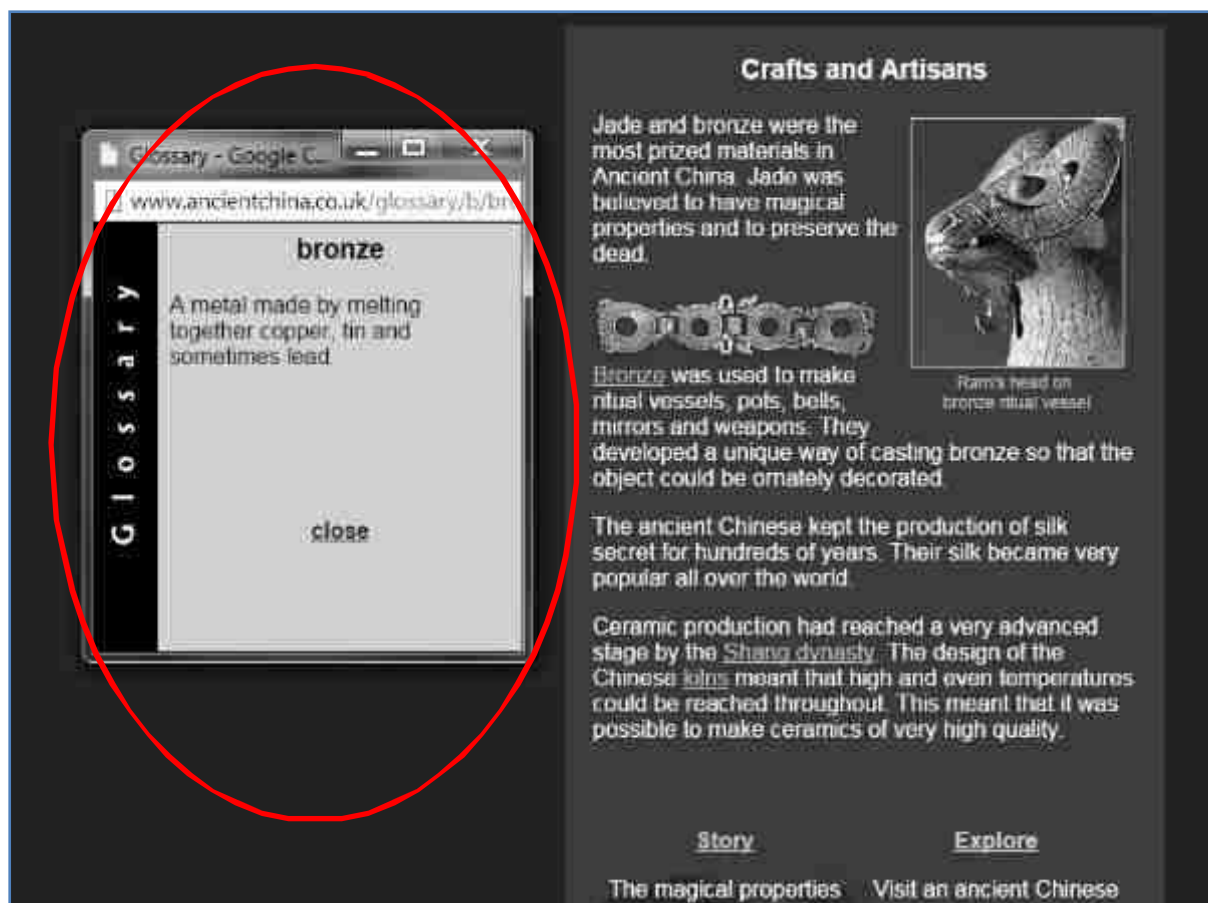 Glossary - Google C...
www.ancientchina.co.uk/glossary/b/br
Glossary
bronze
A metal made by melting
together copper, tin and
sometimes lead
close
Crafts and Artisans
Jade and bronze were the
most prized materials in
Ancient China. Jade was
believed to have magical
properties and to preserve the
dead.
Ram's head on
bronze ritual vessel
Bronze was used to make
ritual vessels, pots, bells,
mirrors and weapons. They
developed a unique way of casting bronze so that the
object could be ornately decorated.
The ancient Chinese kept the production of silk
secret for hundreds of years. Their silk became very
popular all over the world.
Ceramic production had reached a very advanced
stage by the Shang dynasty. The design of the
Chinese kilns meant that high and even temperatures
could be reached throughout. This meant that it was
possible to make ceramics of very high quality.
Story
The magical properties
Explore
Visit an ancient Chinese